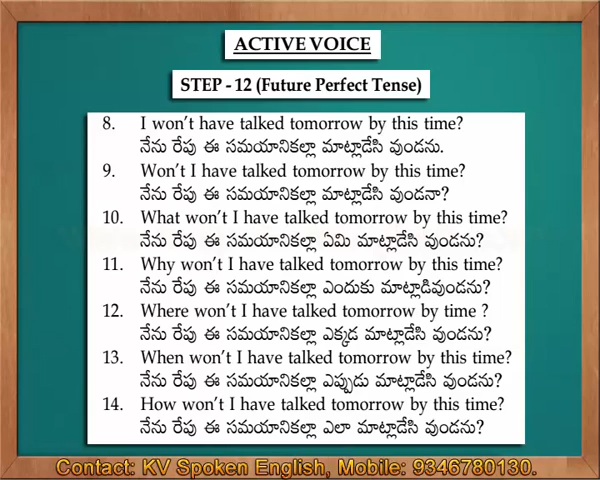 ACTIVE VOICE
STEP - 12 (Future Perfect Tense)
8. I won't have talked tomorrow by this time?
నేను రేపు ఈ సమయానికల్లా మాట్లాడేసి వుండను.
9. Won't I have talked tomorrow by this time?
నేను రేపు ఈ సమయానికల్లా మాట్లాడేసి వుండనా?
10. What won't I have talked tomorrow by this time?
నేను రేపు ఈ సమయానికల్లా ఏమి మాట్లాడేసి వుండను?
11. Why won't I have talked tomorrow by this time?
నేను రేపు ఈ సమయానికల్లా ఎందుకు మాట్లాడివుండను?
12. Where won't I have talked tomorrow by time ?
నేను రేపు ఈ సమయానికల్లా ఎక్కడ మాట్లాడేసి వుండను?
13. When won't I have talked tomorrow by this time?
నేను రేపు ఈ సమయానికల్లా ఎప్పుడు మాట్లాడేసి వుండను?
14. How won't I have talked tomorrow by this time?
నేను రేపు ఈ సమయానికల్లా ఎలా మాట్లాడేసి వుండను?
Contact: KV Spoken English, Mobile: 9346780130.